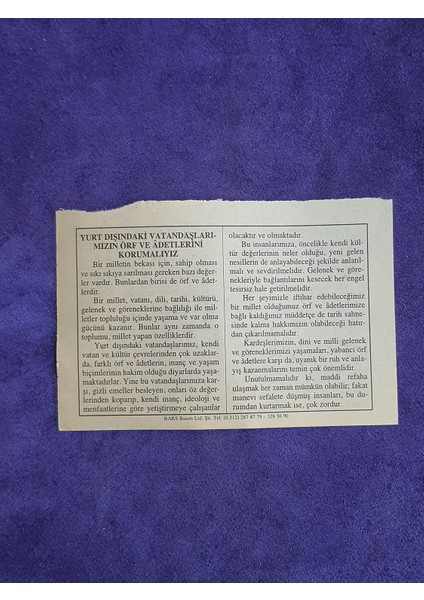 YURT DIŞINDAKİ VATANDAŞLARI-
MIZIN ÖRF VE ÂDETLERİNİ
KORUMALIYIZ
Bir milletin bekası için, sahip olması
ve sıkı sıkıya sarılması gereken bazı değer-
ler vardır. Bunlardan birisi de örf ve âdet-
lerdir.
Bir millet, vatanı, dili, tarihi, kültürü,
gelenek ve göreneklerine bağlılığı ile mil-
letler topluluğu içinde yaşama ve var olma
gücünü kazanır. Bunlar aynı zamanda o
toplumu, millet yapan özelliklerdir.
Yurt dışındaki vatandaşlarımız, kendi
vatan ve kültür çevrelerinden çok uzaklar-
da, farklı örf ve âdetlerin, inanç ve yaşam
biçimlerinin hakim olduğu diyarlarda yaşa-
maktadırlar. Yine bu vatandaşlarımıza kar-
şı, gizli emeller besleyen, onları öz değer-
lerinden koparıp, kendi inanç, ideoloji ve
menfaatlerine göre yetiştirmeye çalışanlar
olacaktır ve olmaktadır.
Bu insanlarımıza, öncelikle kendi kül-
tür değerlerinin neler olduğu, yeni gelen
nesillerin de anlayabileceği şekilde anlatıl-
malı ve sevdirilmelidir. Gelenek ve göre-
nekleriyle bağlantılarını kesecek her engel
tesirsiz hale getirilmelidir.
Her şeyimizle iftihar edebileceğimiz
bir millet olduğumuz örf ve âdetlerimize
bağlı kaldığımız müddetçe de tarih sahne-
sinde kalma hakkımızın olabileceği hatır-
dan çıkarılmamalıdır.
Kardeşlerimizin, dini ve milli gelenek
ve göreneklerimizi yaşamaları, yabancı örf
ve âdetlere karşı da, uyanık bir ruh ve anla-
yış kazanmalarını temin çok önemlidir.
Unutulmamalıdır ki, maddi refaha
ulaşmak her zaman mümkün olabilir; fakat
manevi sefalete düşmüş insanları, bu du-
rumdan kurtarmak ise, çok zordur.
BARS Basım Ltd. Şti. Tel: (0.312) 287 67 79 -